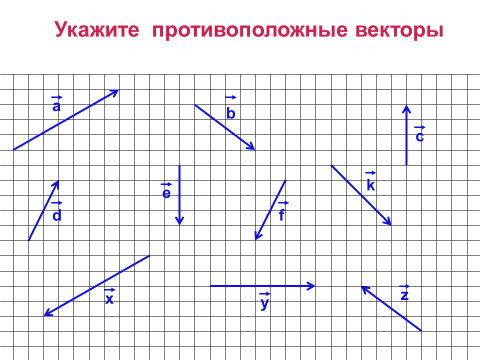 Укажите противоположные векторы
a
b
c
d
e
f
k
x
y
z